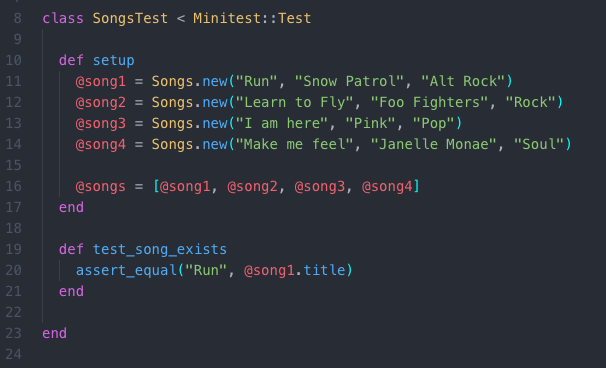 8 class SongsTest < Minitest::Test
9
10 def setup
11 @song1 = Songs.new("Run", "Snow Patrol", "Alt Rock")
12 @song2 = Songs.new("Learn to Fly", "Foo Fighters", "Rock")
13 @song3 = Songs.new("I am here", "Pink", "Pop")
14 @song4 = Songs.new("Make me feel", "Janelle Monae", "Soul")
15
16 @songs = [@song1, @song2, @song3, @song4]
17 end
18
19 def test_song_exists
20 assert_equal("Run", @song1.title)
21 end
22
23 end
24